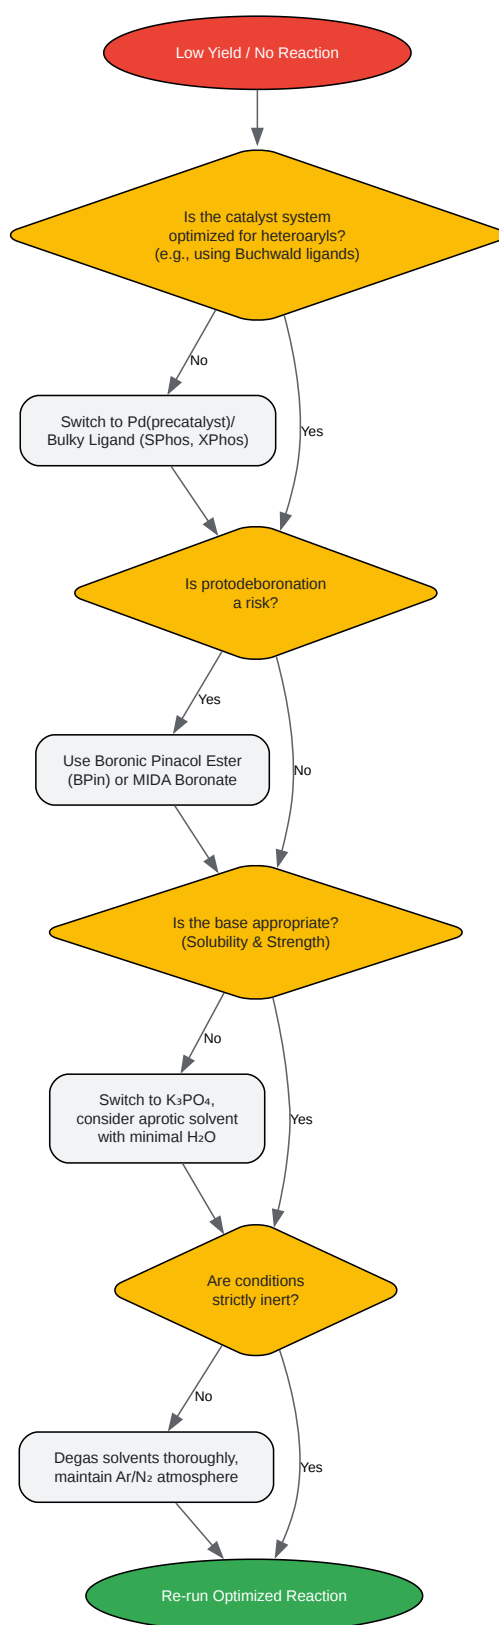 Low Yield / No Reaction
Is the catalyst system
optimized for heteroaryls?
(e.g., using Buchwald ligands)
No
Yes
Switch to Pd(precatalyst)/
Bulky Ligand (SPhos, XPhos)
Is protodeboronation
a risk?
Yes
No
Use Boronic Pinacol Ester
(BPin) or MIDA Boronate
Is the base appropriate?
(Solubility & Strength)
No
Yes
Switch to K₃PO₄,
consider aprotic solvent
with minimal H₂O
Are conditions
strictly inert?
No
Yes
Degas solvents thoroughly,
maintain Ar/N₂ atmosphere
Re-run Optimized Reaction